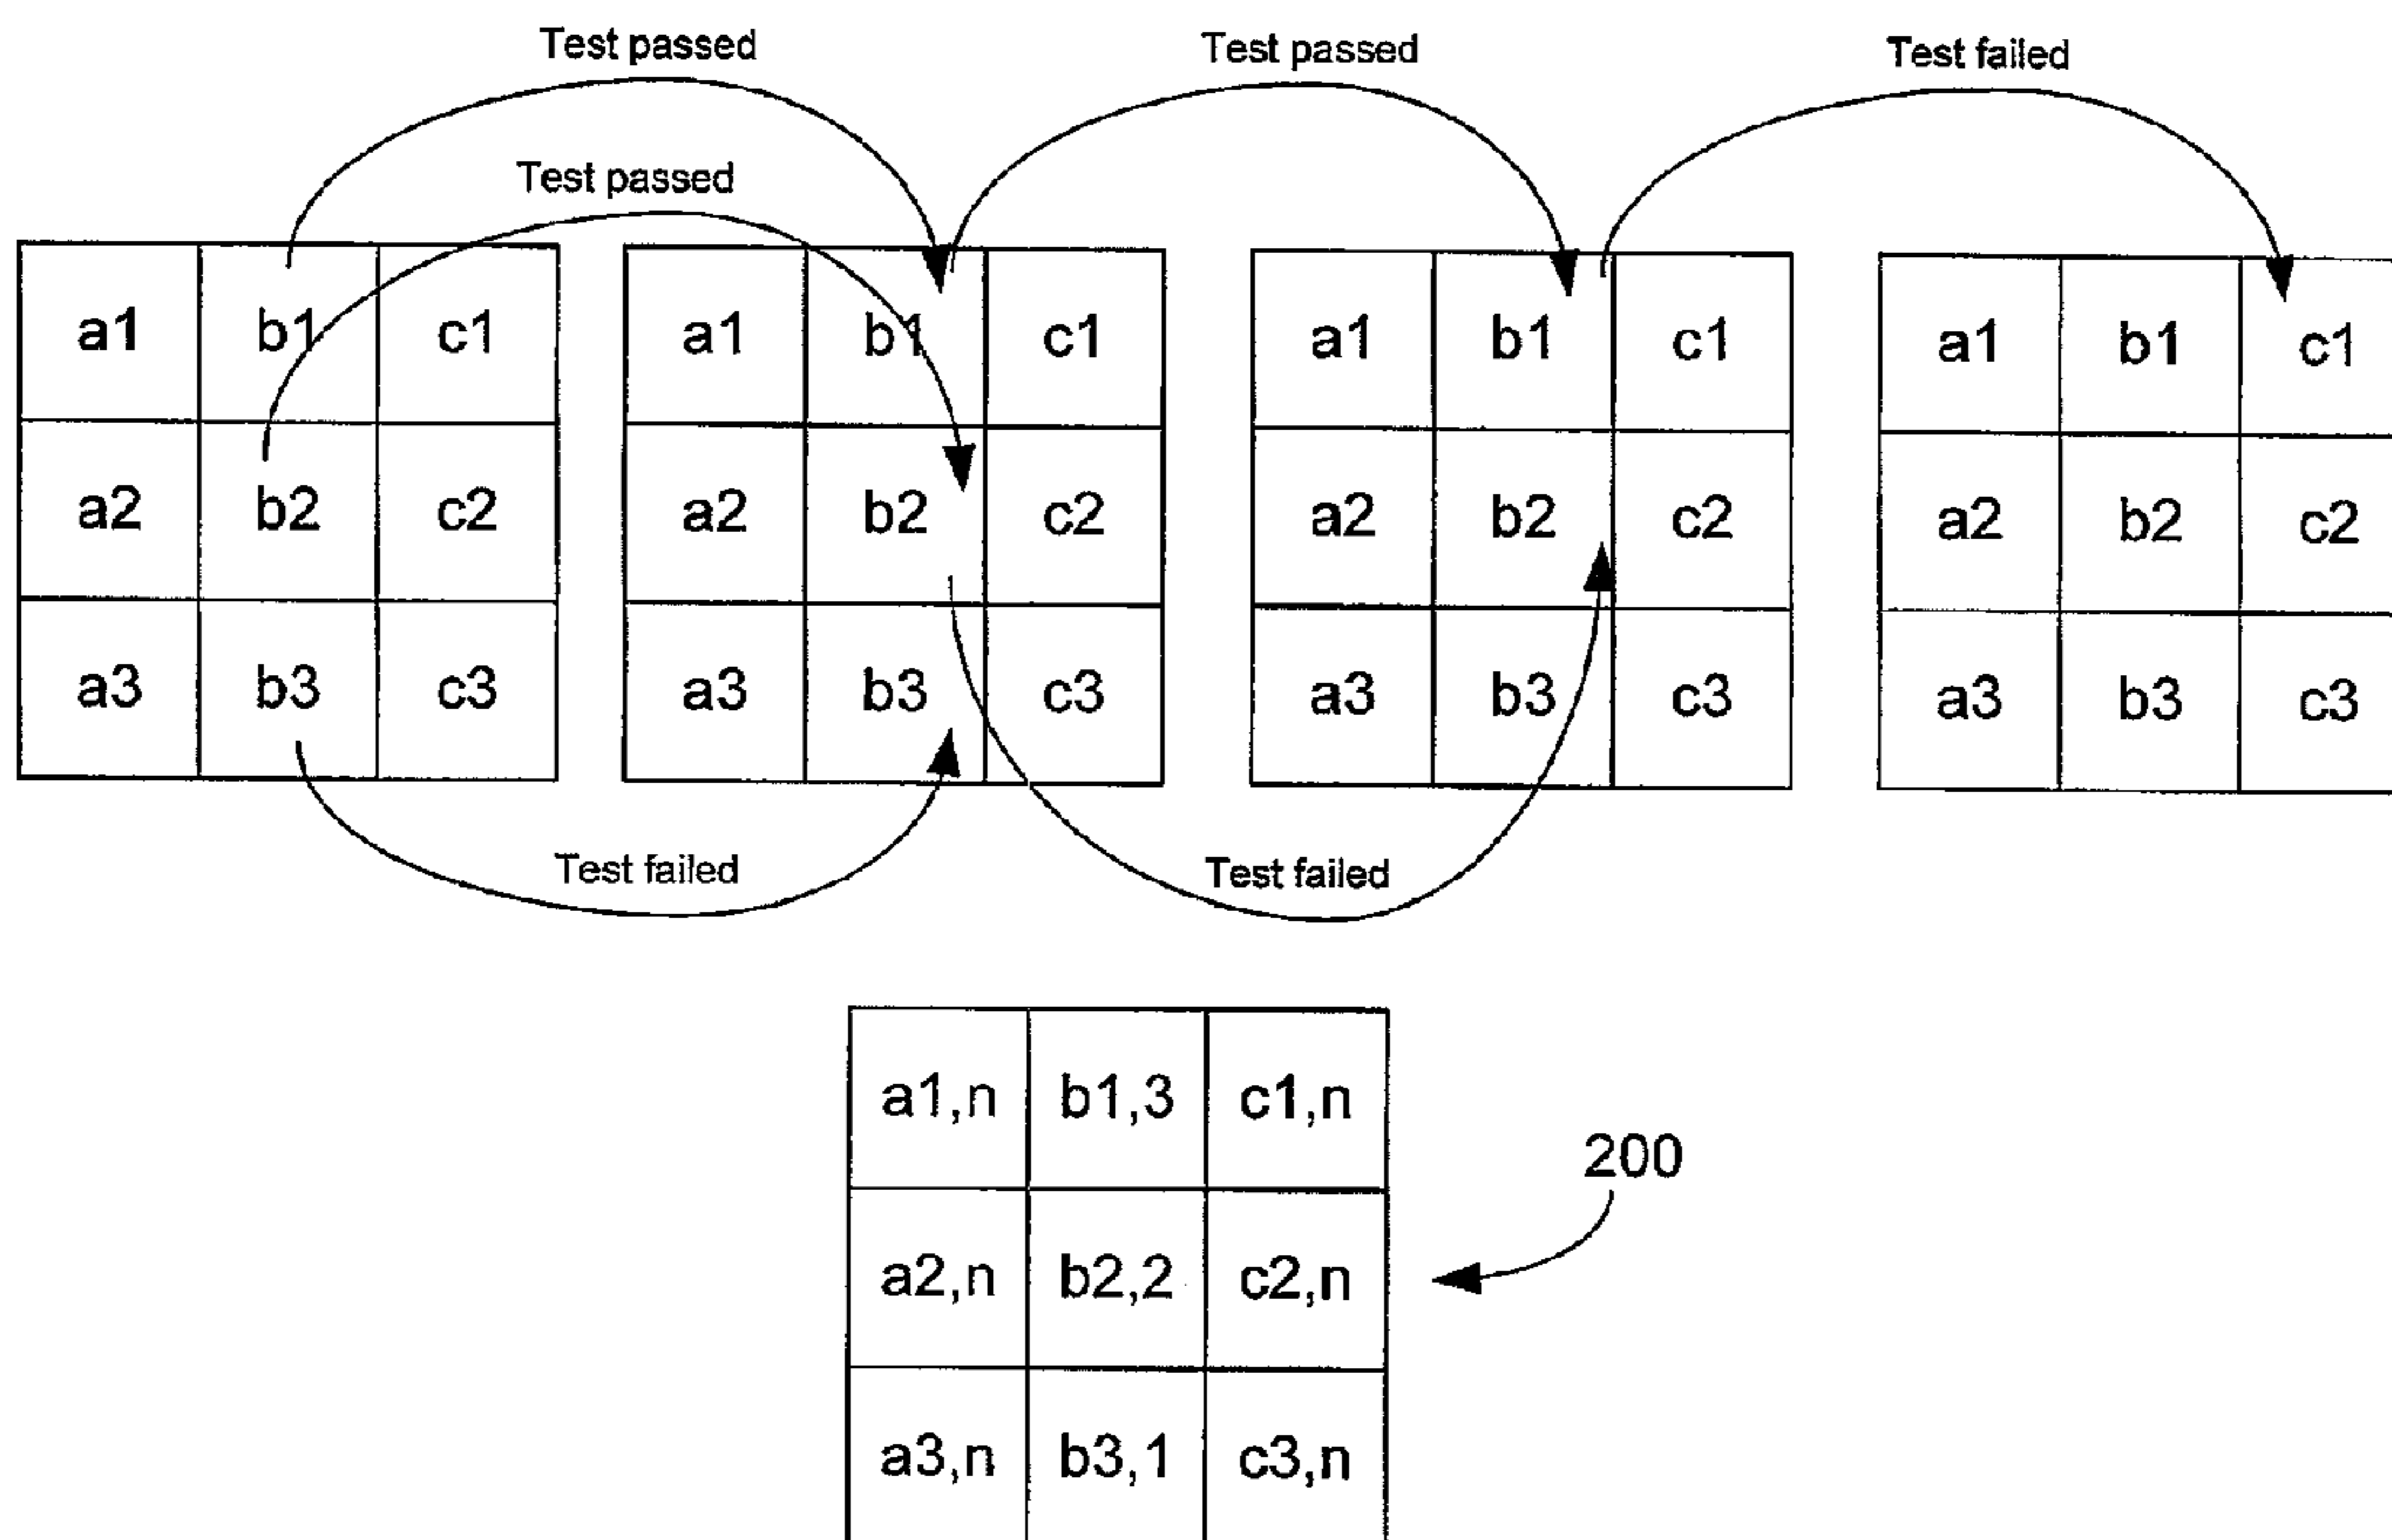 Test passed
Test passed
Test failed
Test passed
a1 b1 c1 a1 b1 c1 a1 b1 c1 a1 b1 c1
a2 b2 c2 a2 b2 c2 a2 b2 c2 a2 b2 c2
a3 b3 c3 a3 b3 c3 a3 b3 c3 a3 b3 c3
Test failed
Test failed
a1,n b1,3 c1,n
200
a2,n b2,2 c2,n
a3,n b3,1 c3,n